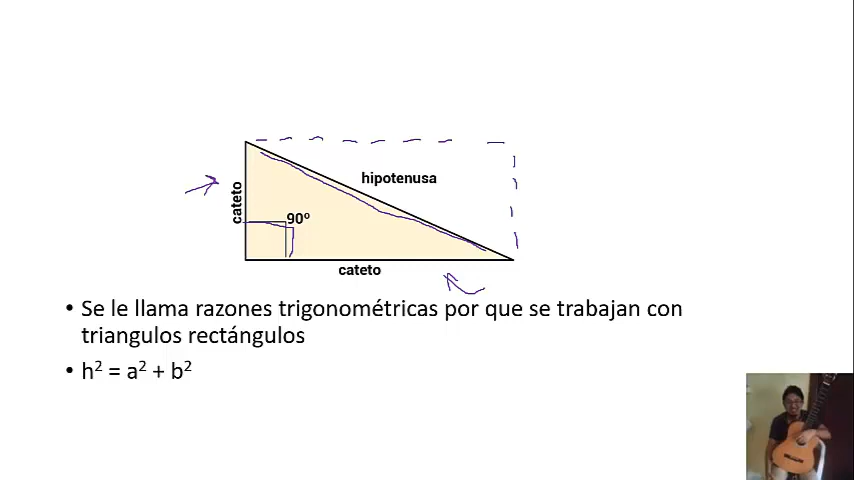 hipotenusa
cateto
90º
cateto
• Se le llama razones trigonométricas por que se trabajan con
triangulos rectángulos
• h² = a² + b²